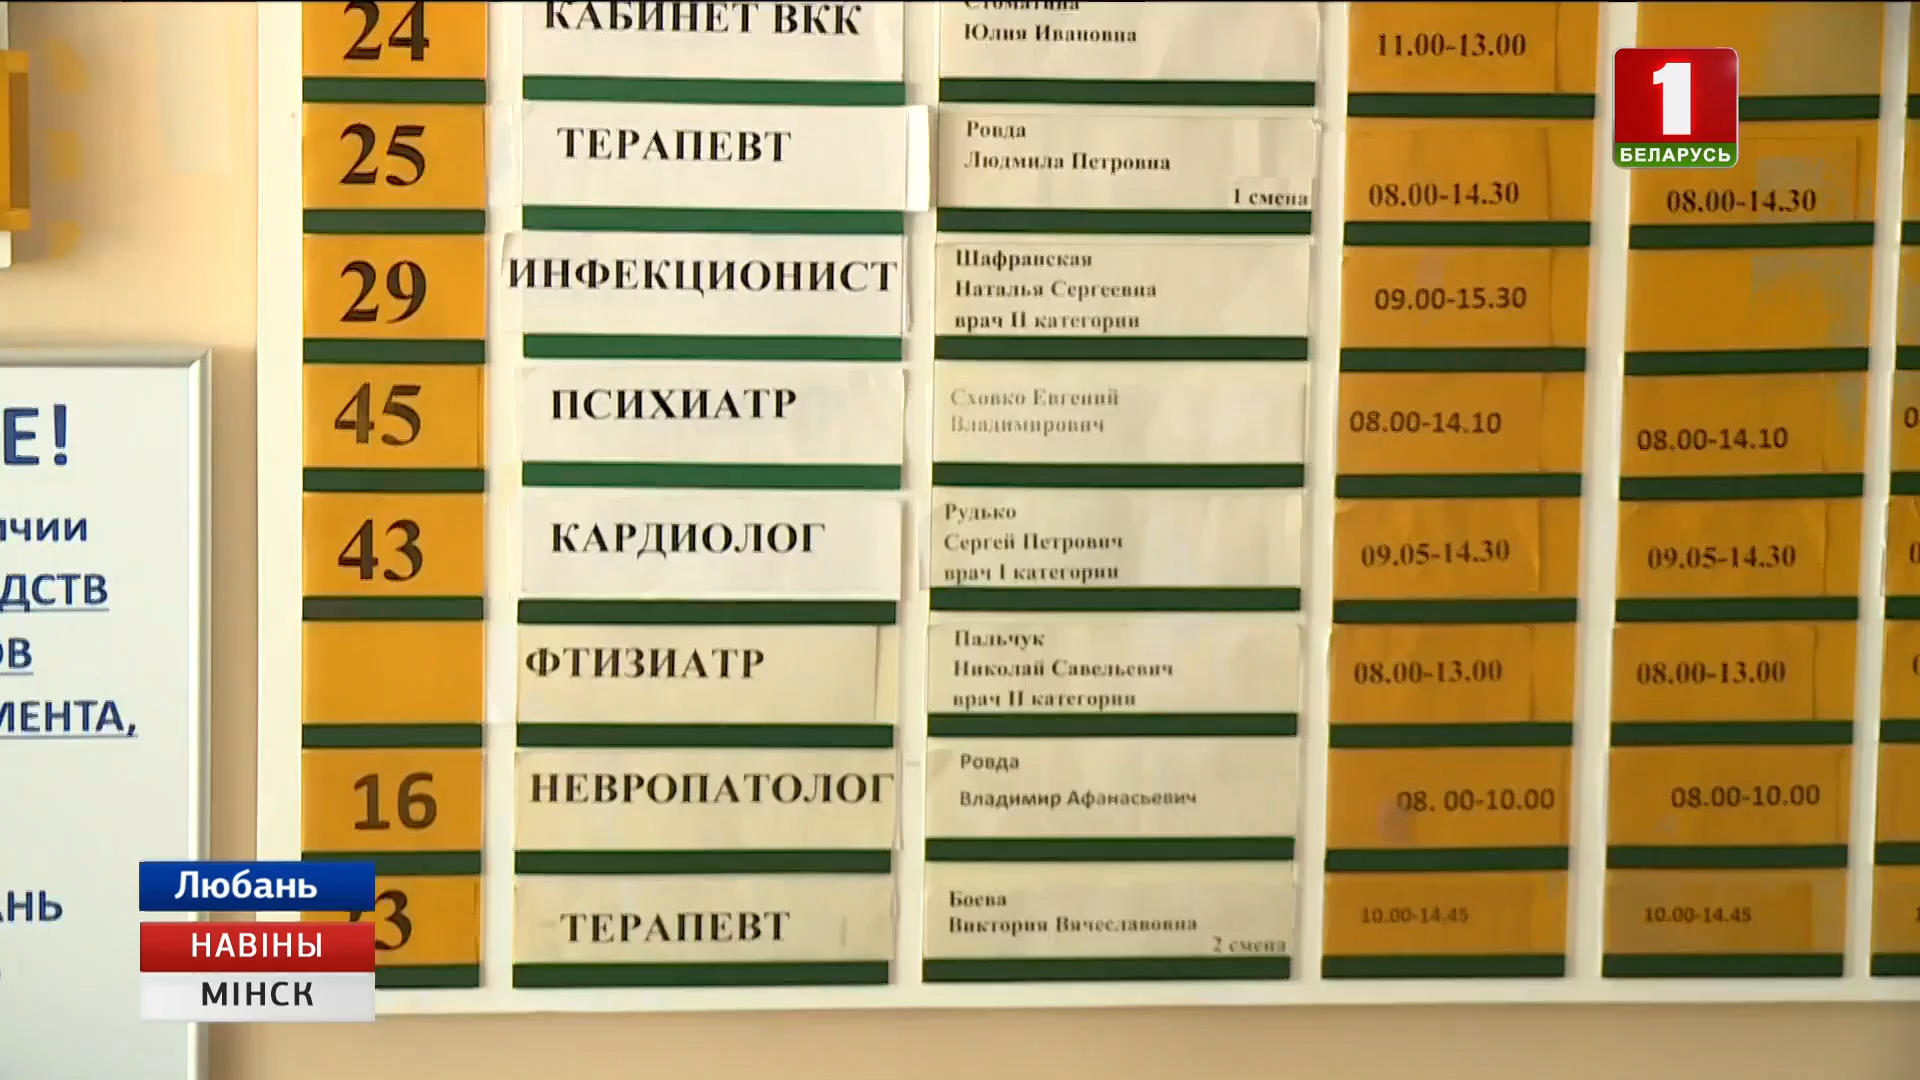 24
КАБИНЕТ ВКК
Юлия Ивановна
11.00-13.00
1
БЕЛАРУСЬ
25
ТЕРАПЕВТ
Ровда
Людмила Петровна
1 смена
08.00-14.30
08.00-14.30
29
ИНФЕКЦИОНИСТ
Шафранская
Наталья Сергеевна
врач II категории
09.00-15.30
45
ПСИХИАТР
Сховко Евгений
Владимирович
08.00-14.10
08.00-14.10
43
КАРДИОЛОГ
Рудько
Сергей Петрович
врач I категории
09.05-14.30
09.05-14.30
ФТИЗИАТР
Пальчук
Николай Савельевич
врач II категории
08.00-13.00
08.00-13.00
16
НЕВРОПАТОЛОГ
Ровда
Владимир Афанасьевич
08. 00-10.00
08.00-10.00
ТЕРАПЕВТ
Боева
Виктория Вячеславовна
2 смена
10.00-14.45
10.00-14.45
Е!
ичии
ДСТВ
ОВ
МЕНТА,
АНЬ
Любань
НАВІНЫ
МІНСК